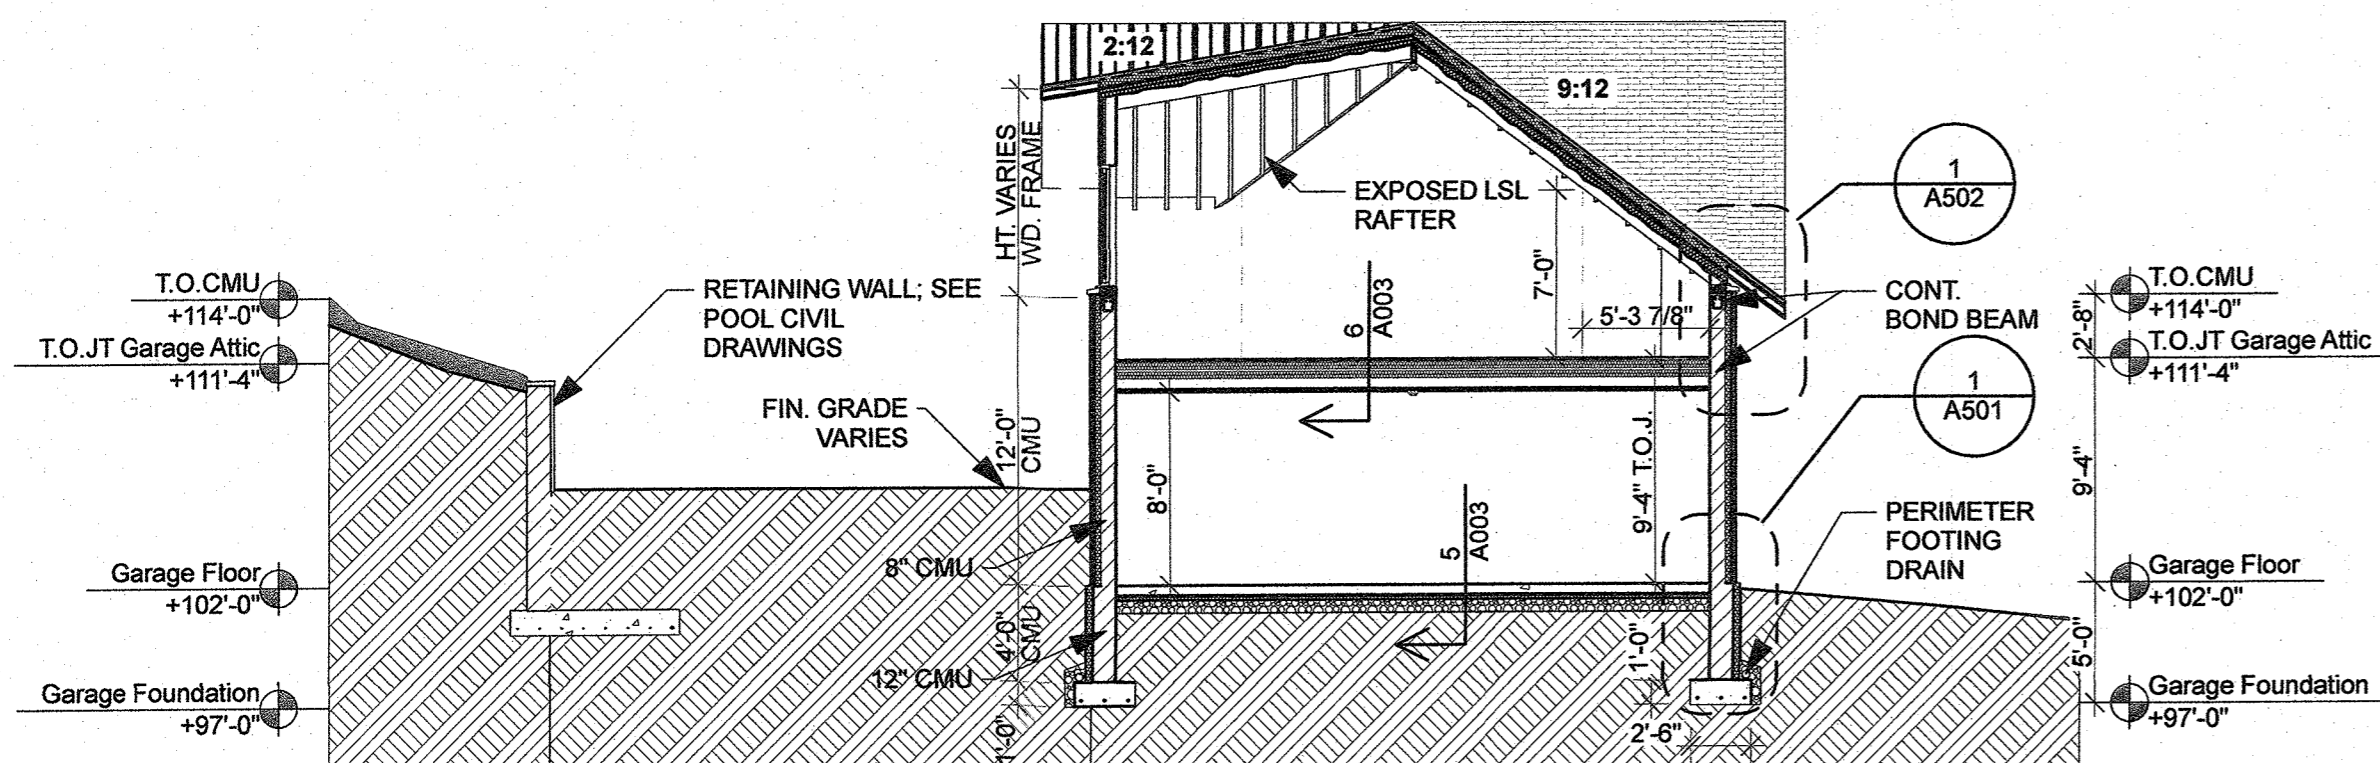 2:12
9:12
HT. VARIES
WD. FRAME
EXPOSED LSL
RAFTER
1
A502
T.O.CMU
+114'-0"
T.O.JT Garage Attic
+111'-4"
RETAINING WALL; SEE
POOL CIVIL
DRAWINGS
FIN. GRADE
VARIES
12'-0"
CMU
7'-0"
5'-3 7/8"
6
A003
CONT.
BOND BEAM
T.O.CMU
+114'-0"
2'-8"
T.O.JT Garage Attic
+111'-4"
1
A501
8'-0"
9'-4" T.O.J.
5
A003
9'-4"
PERIMETER
FOOTING
DRAIN
8" CMU
Garage Floor
+102'-0"
Garage Floor
+102'-0"
4'-0"
CMU
12" CMU
1'-0"
5'-0"
Garage Foundation
+97'-0"
1'-0"
2'-6"
Garage Foundation
+97'-0"